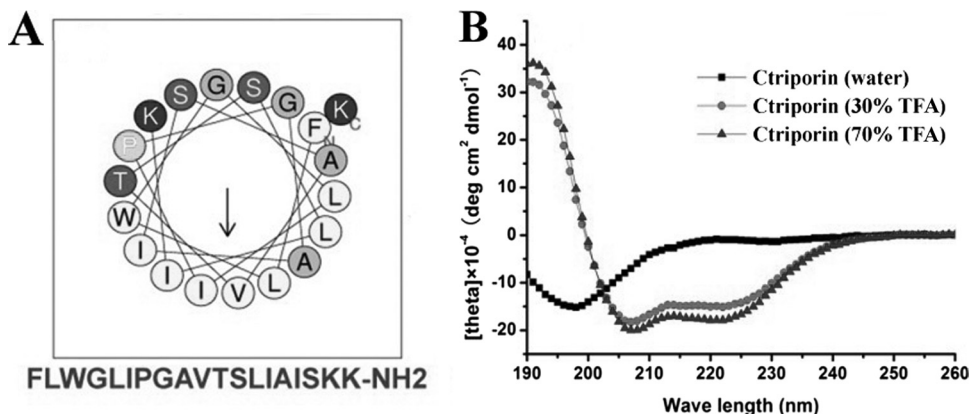 A
K
S
G
S
G
K
C
F
N
P
A
T
L
W
L
I
A
I
I
V
L
FLWGLIPGAVTSLIAISKK-NH2
B
[theta]×10⁻⁴ (deg cm² dmol⁻¹)
40
30
20
10
0
-10
-20
Ctriporin (water)
Ctriporin (30% TFA)
Ctriporin (70% TFA)
190 200 210 220 230 240 250 260
Wave length (nm)